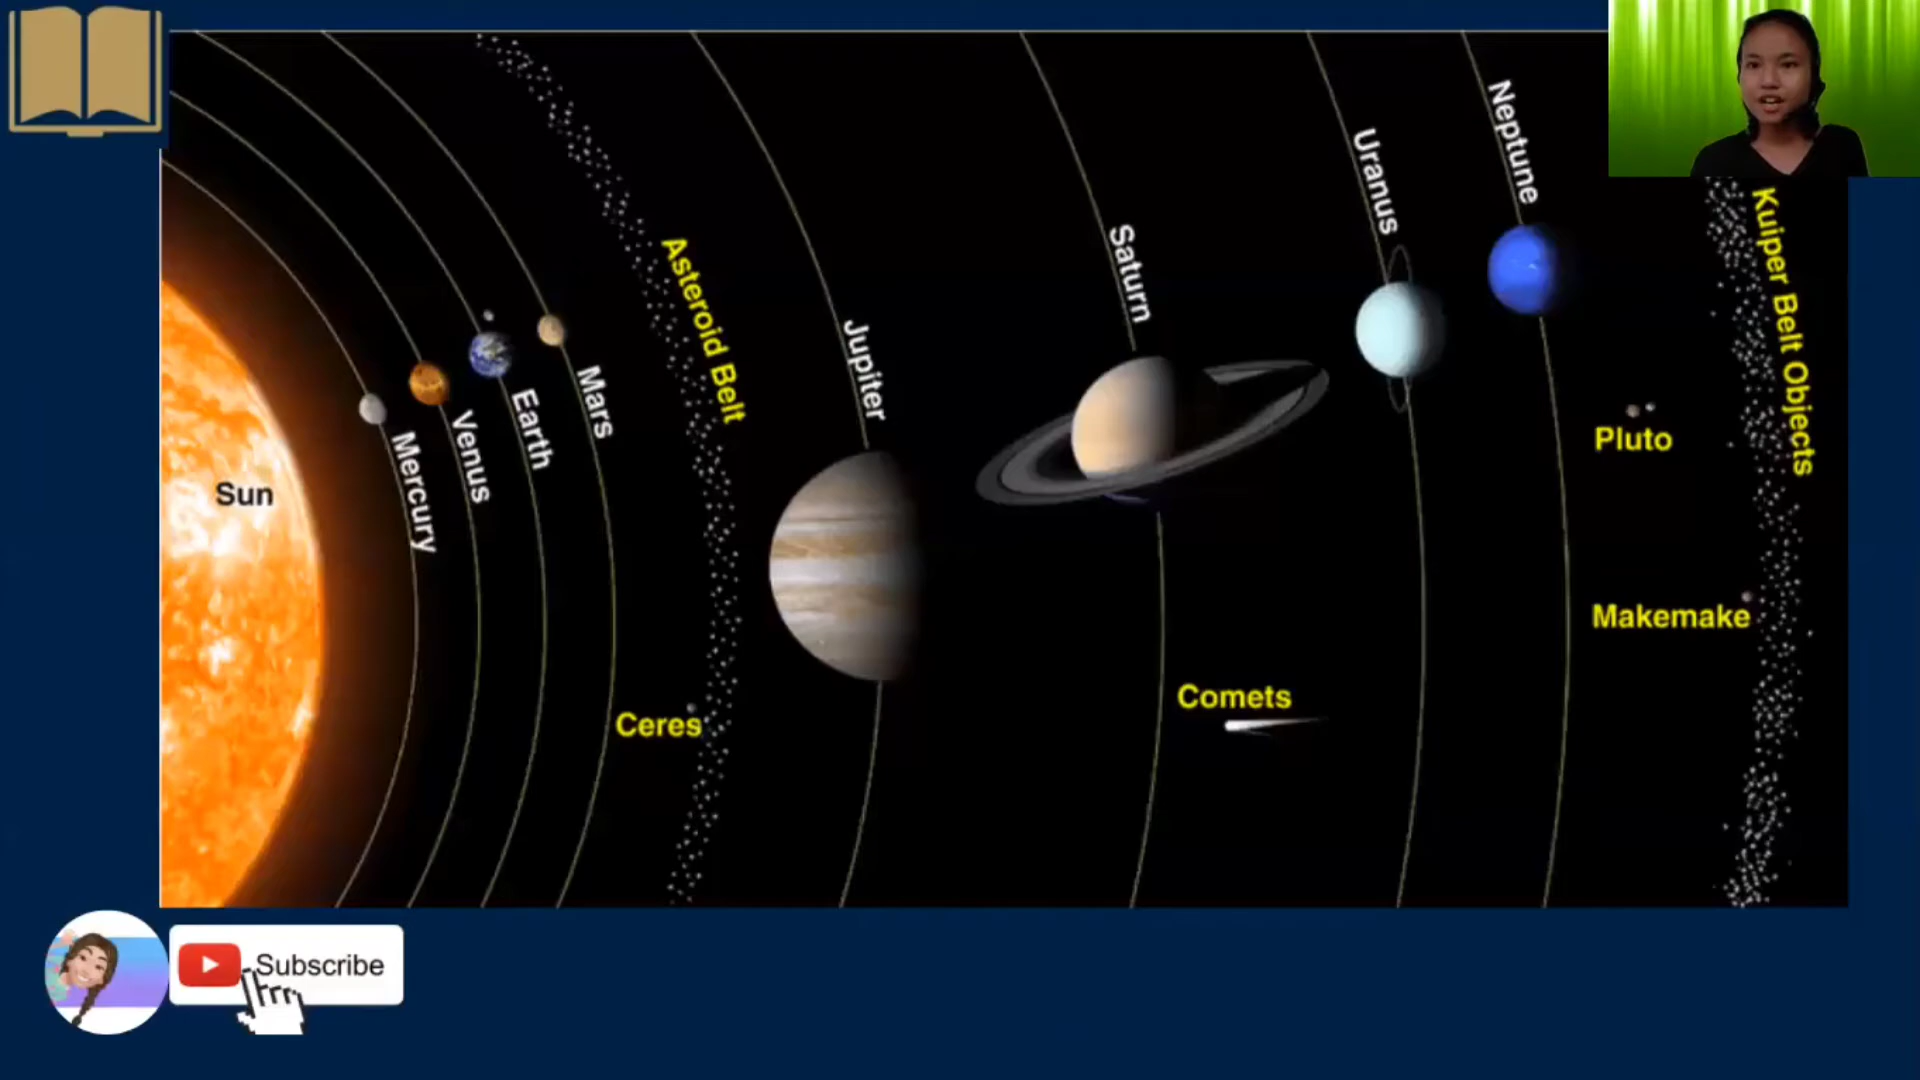 Neptune
Uranus
Kuiper Belt Objects
Saturn
Asteroid Belt
Jupiter
Mars
Earth
Venus
Mercury
Pluto
Sun
Makemake
Comets
Ceres
Subscribe